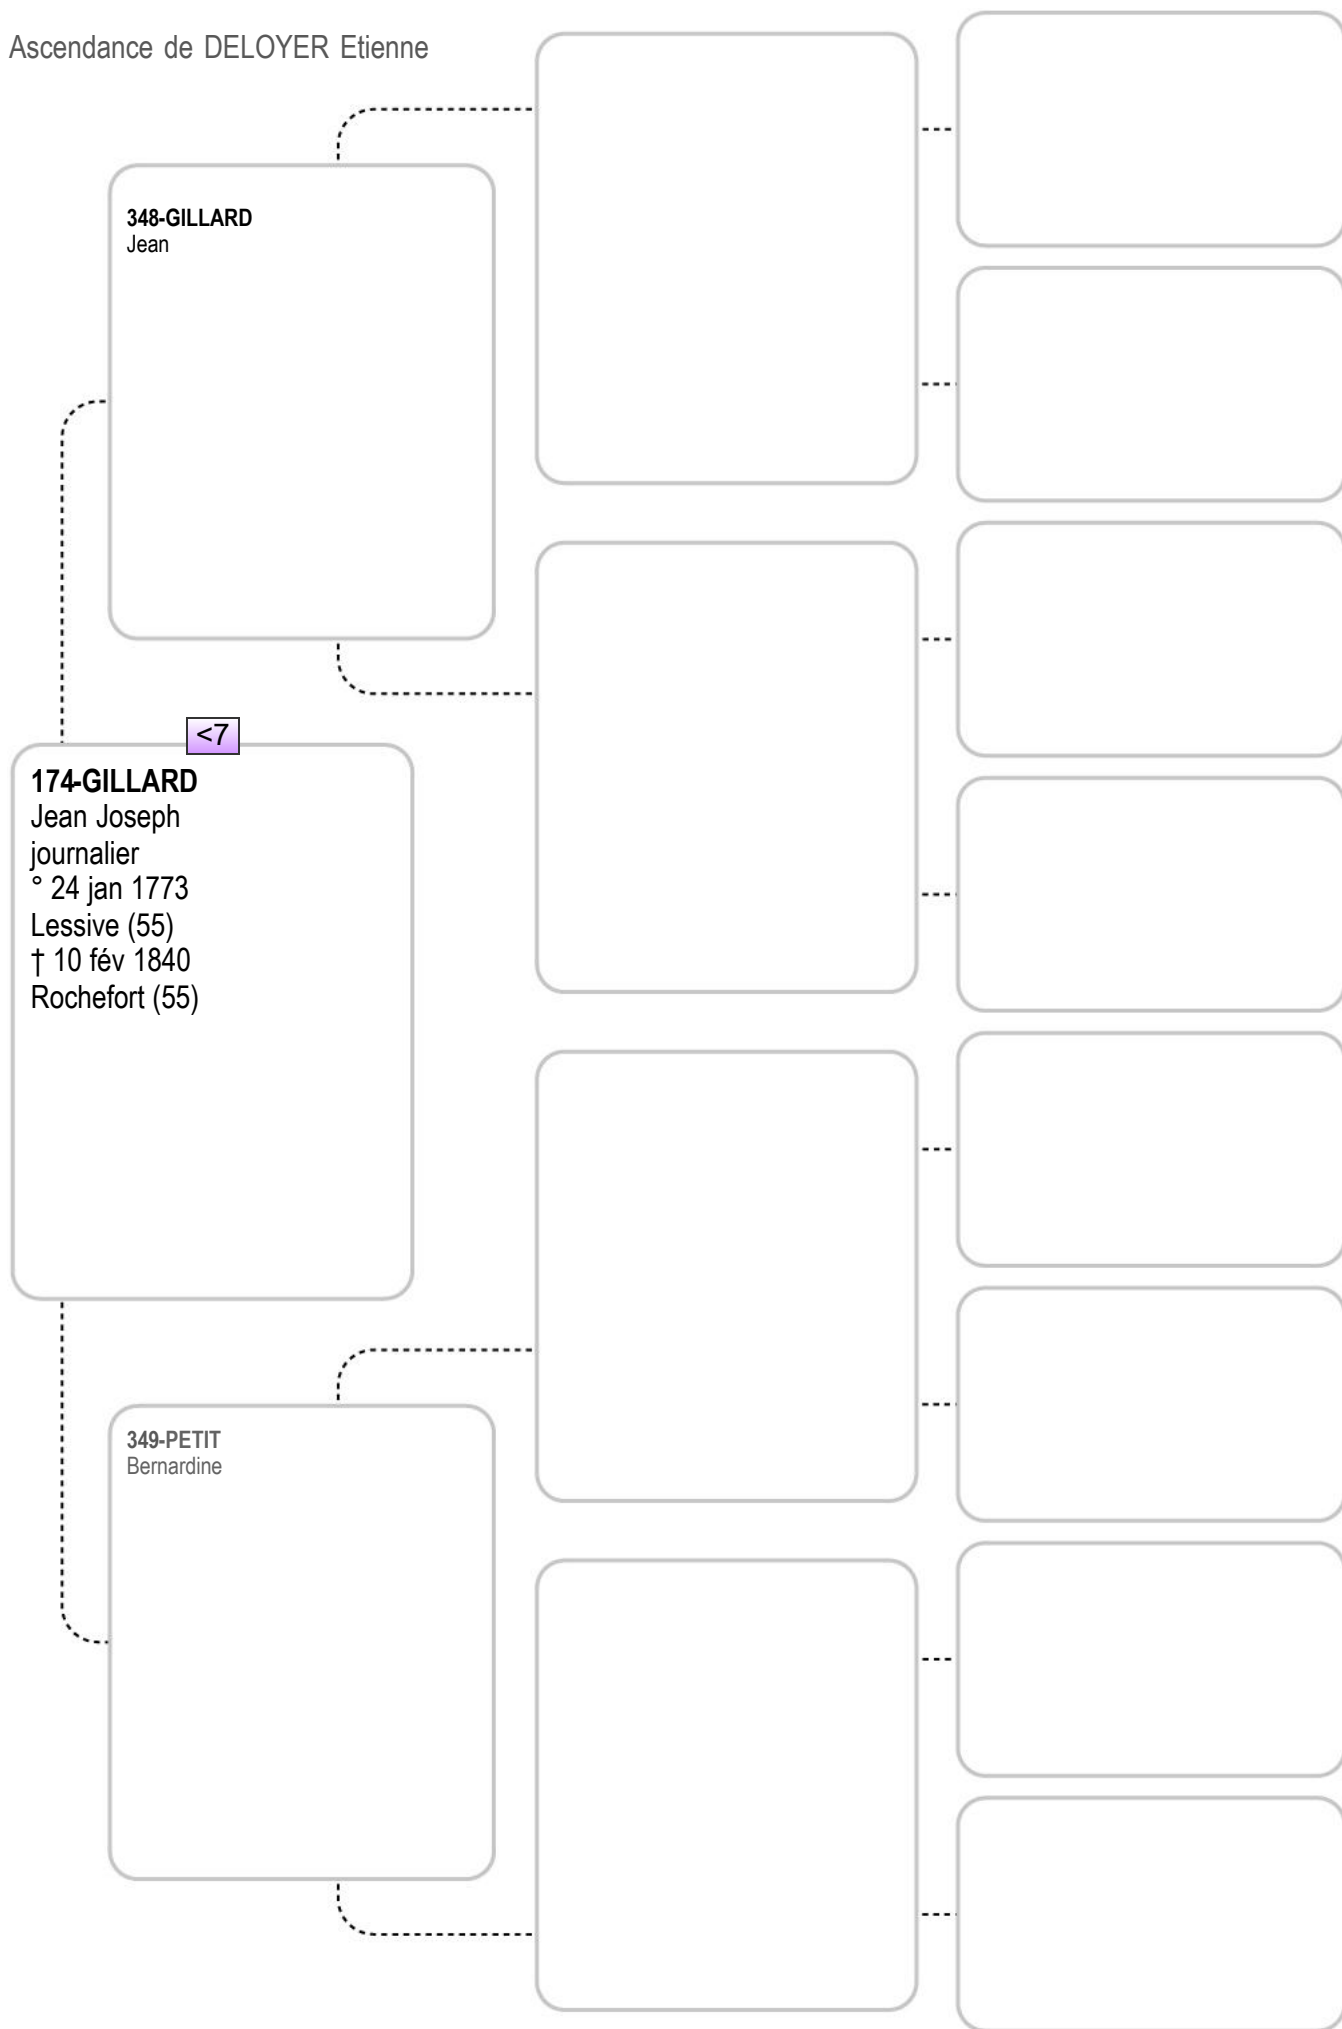 Ascendance de DELOYER Etienne
348-GILLARD
Jean
<7
174-GILLARD
Jean Joseph
journalier
° 24 jan 1773
Lessive (55)
† 10 fév 1840
Rochefort (55)
349-PETIT
Bernardine